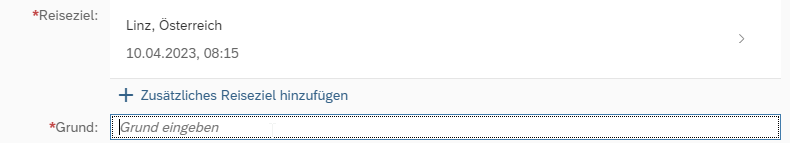 *Reiseziel:
Linz, Österreich
10.04.2023, 08:15
Zusätzliches Reiseziel hinzufügen
*Grund: Grund eingeben